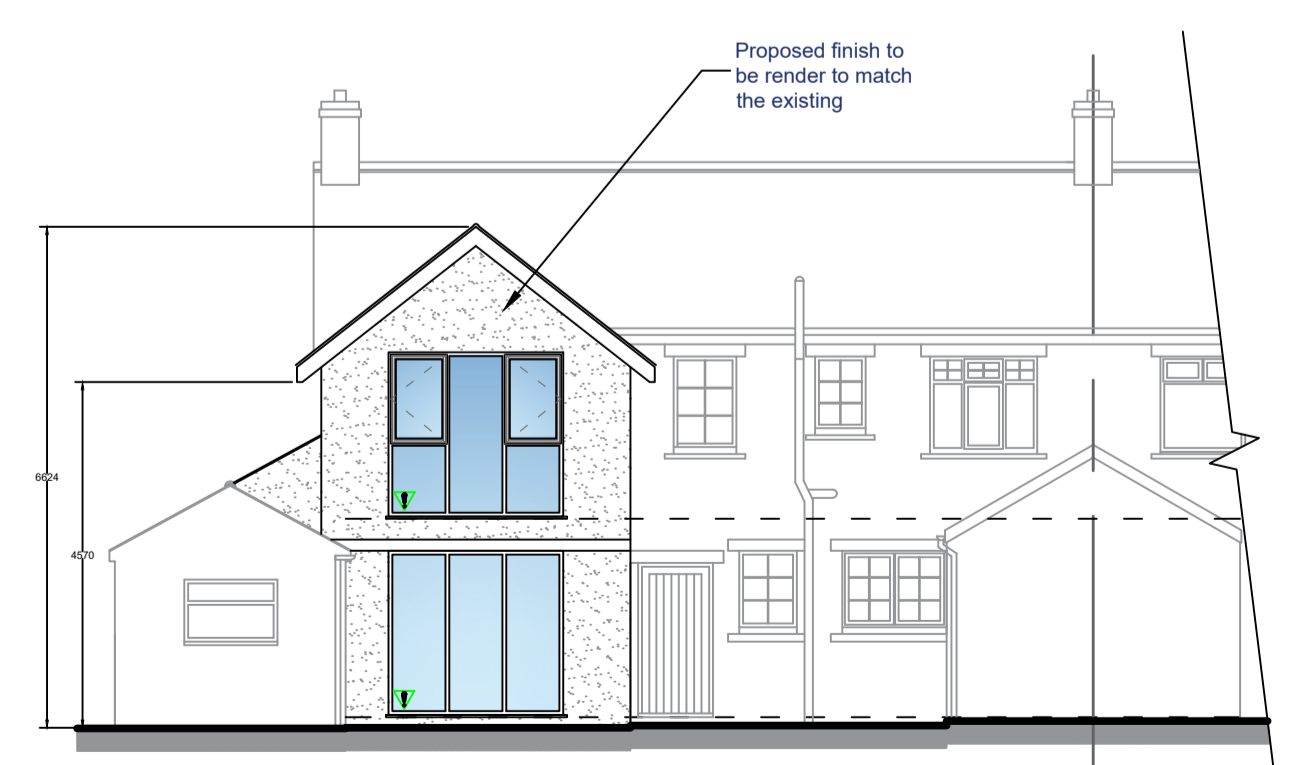 Proposed finish to
be render to match
the existing
6624
4570